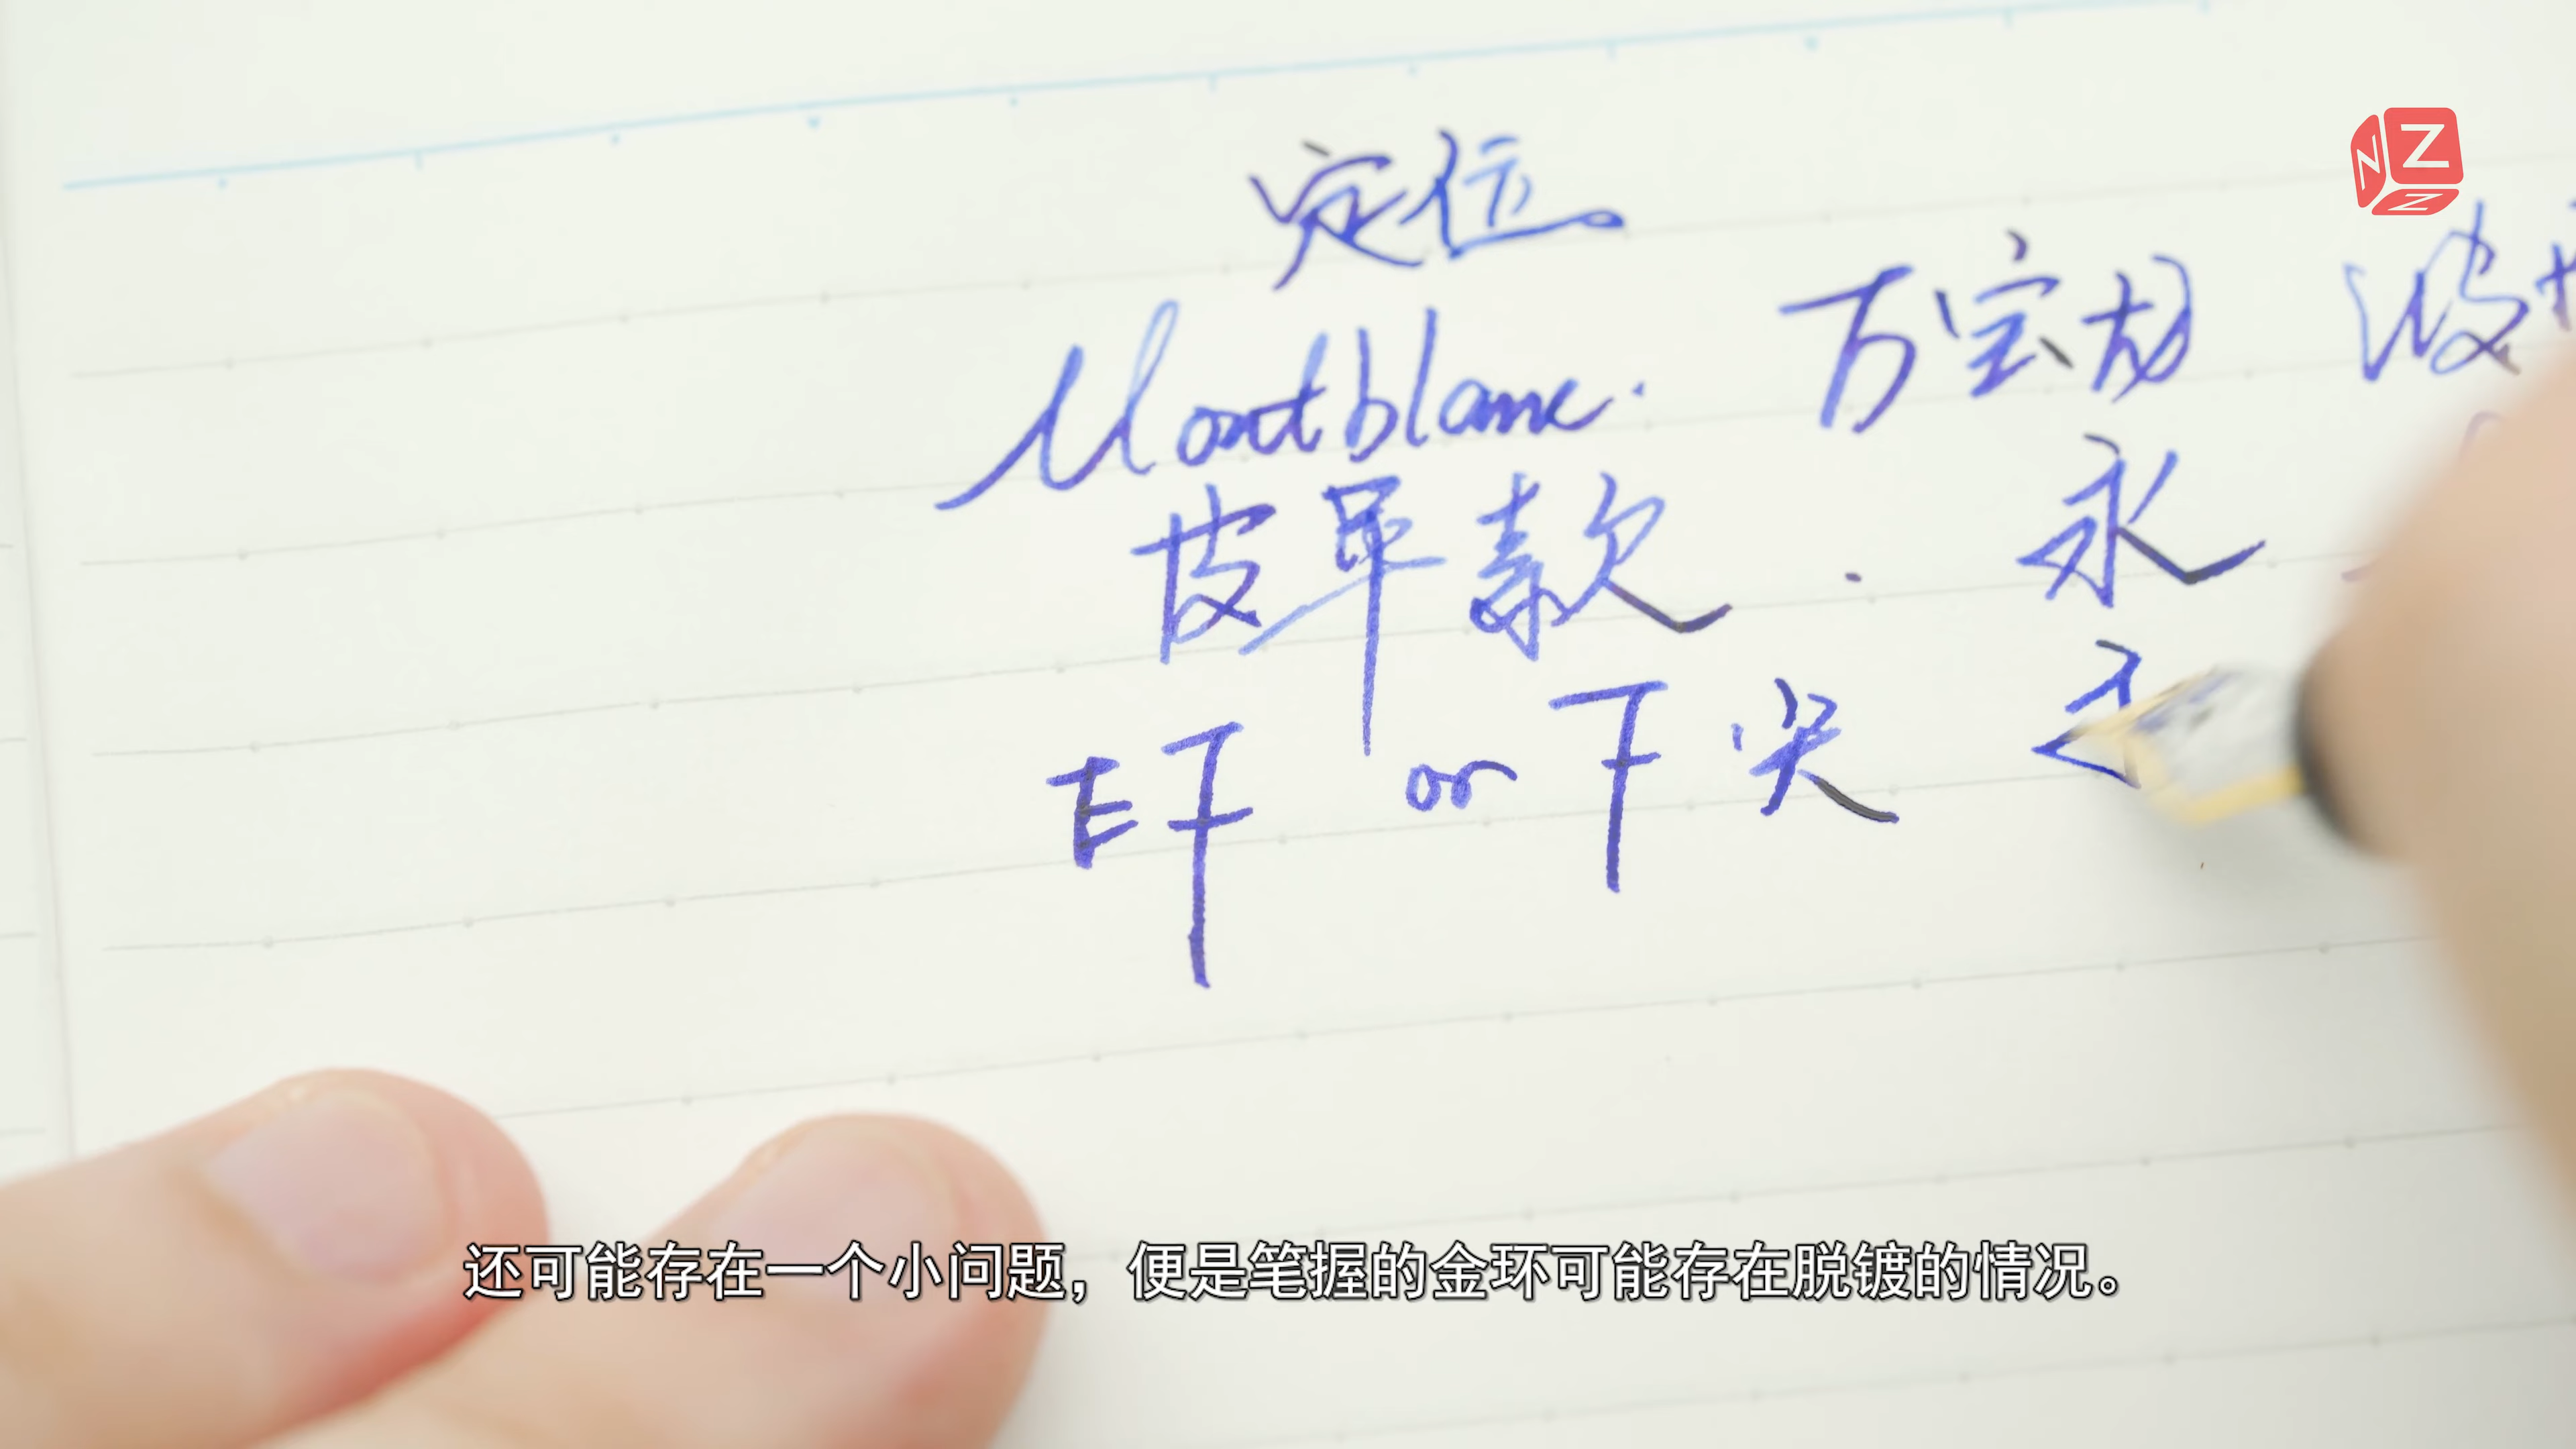 定位
Montblanc. 万宝龙 波
皮具款. 永
EF or F尖
还可能存在一个小问题，便是笔握的金环可能存在脱镀的情况。
N Z Z